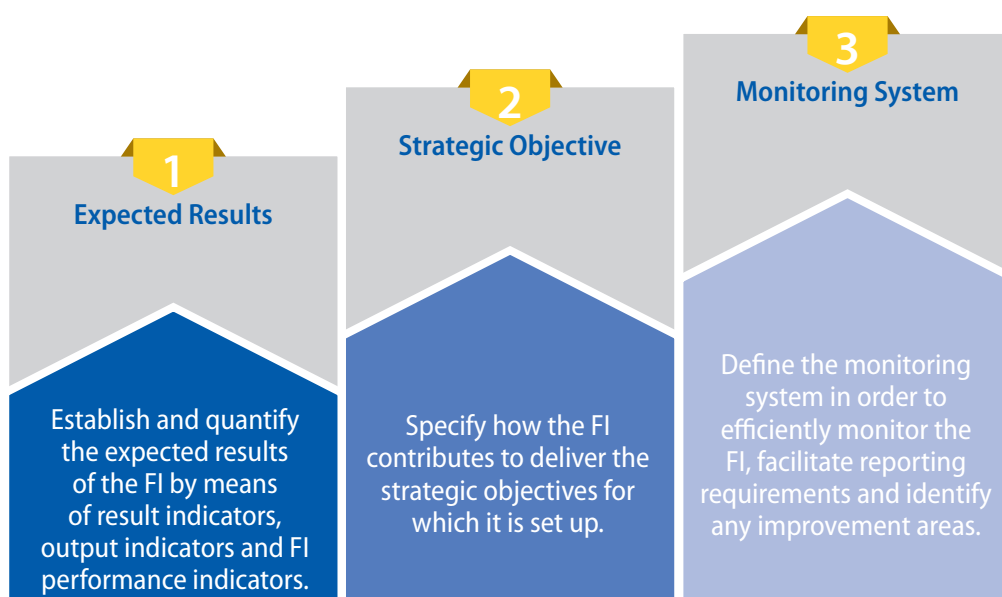 1
Expected Results
Establish and quantify
the expected results
of the FI by means
of result indicators,
output indicators and FI
performance indicators.
2
Strategic Objective
Specify how the FI
contributes to deliver the
strategic objectives for
which it is set up.
3
Monitoring System
Define the monitoring
system in order to
efficiently monitor the
FI, facilitate reporting
requirements and identify
any improvement areas.